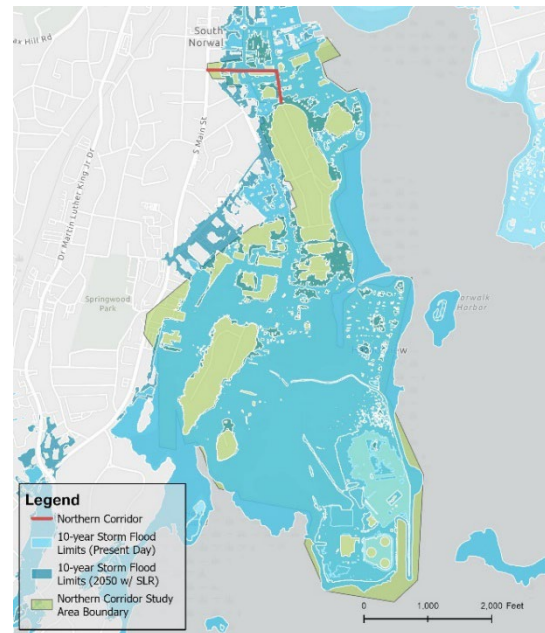 South
Norwal
Hill Rd
S Main St
Dr Martin Luther King Jr Dr
Springwood
Park
Harbor
W
Legend
Northern Corridor
10-year Storm Flood
Limits (Present Day)
10-year Storm Flood
Limits (2050 w/ SLR)
Northern Corridor Study
Area Boundary
0 1,000 2,000 Feet